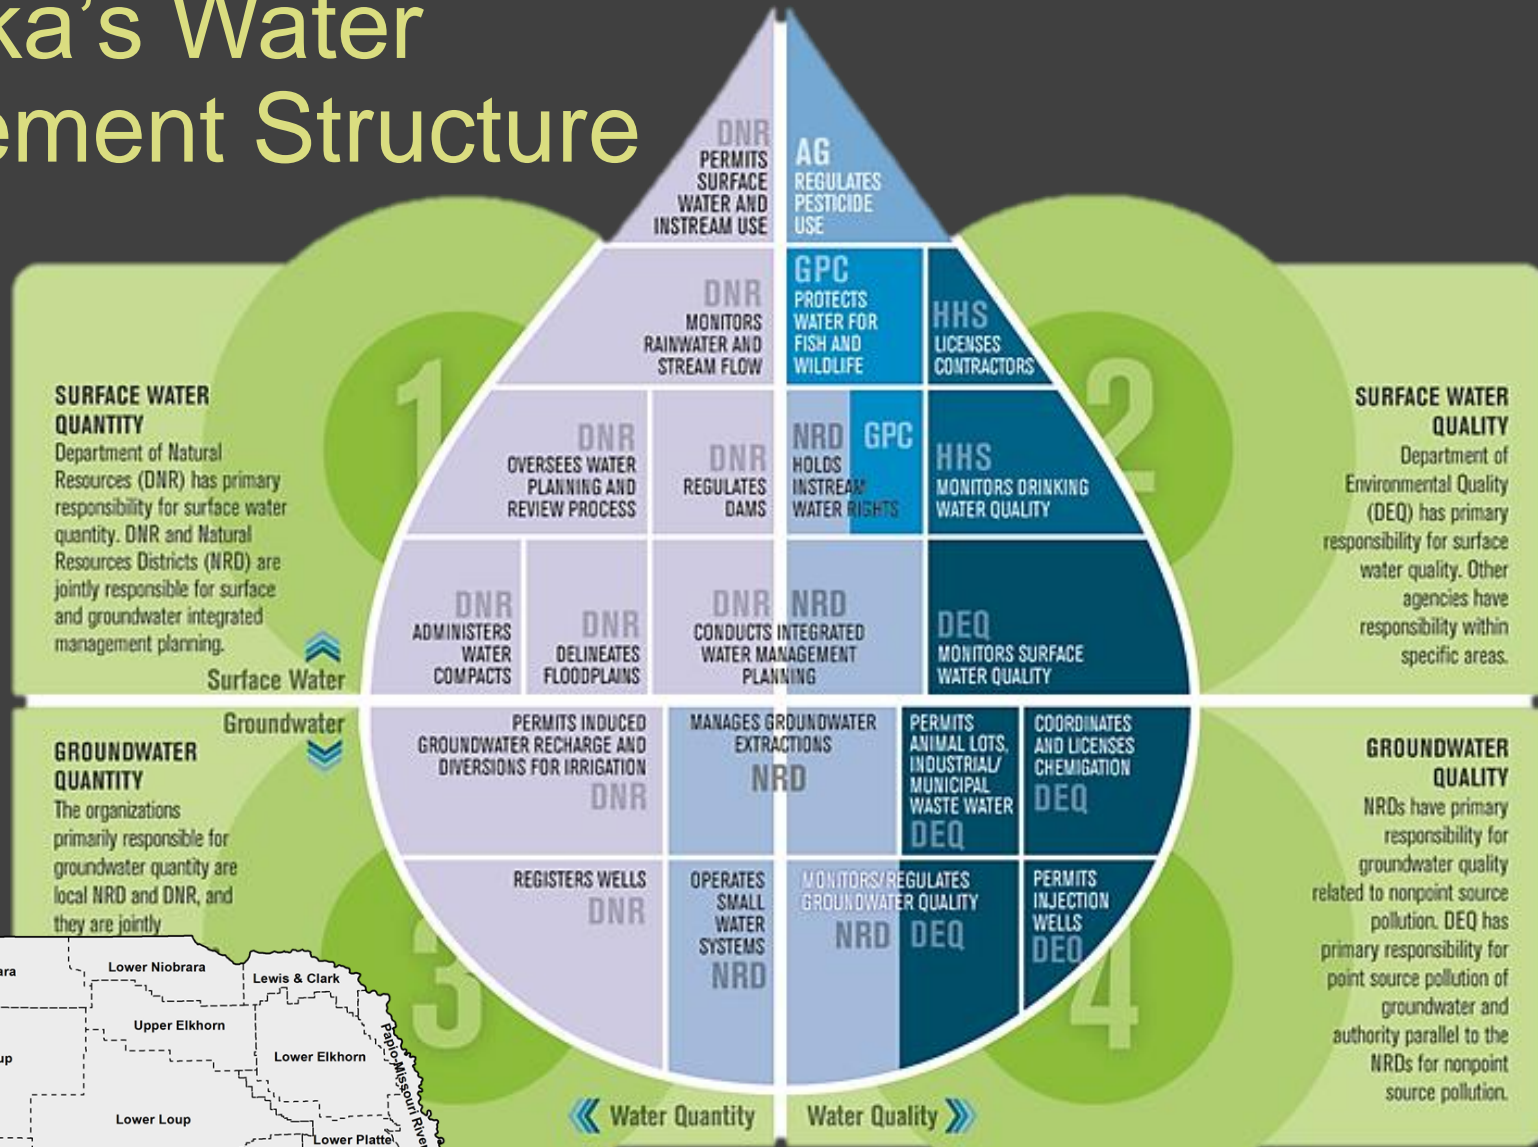 ka's Water
ement Structure
DNR
PERMITS
SURFACE
WATER AND
INSTREAM USE
AG
REGULATES
PESTICIDE
USE
DNR
MONITORS
RAINWATER AND
STREAM FLOW
GPC
PROTECTS
WATER FOR
FISH AND
WILDLIFE
HHS
LICENSES
CONTRACTORS
1
2
SURFACE WATER
QUANTITY
Department of Natural
Resources (DNR) has primary
responsibility for surface water
quantity. DNR and Natural
Resources Districts (NRD) are
jointly responsible for surface
and groundwater integrated
management planning.
Surface Water
DNR
OVERSEES WATER
PLANNING AND
REVIEW PROCESS
DNR
REGULATES
DAMS
NRD GPC
HOLDS
INSTREAM
WATER RIGHTS
HHS
MONITORS DRINKING
WATER QUALITY
SURFACE WATER
QUALITY
Department of
Environmental Quality
(DEQ) has primary
responsibility for surface
water quality. Other
agencies have
responsibility within
specific areas.
DNR
ADMINISTERS
WATER
COMPACTS
DNR
DELINEATES
FLOODPLAINS
DNR NRD
CONDUCTS INTEGRATED
WATER MANAGEMENT
PLANNING
DEQ
MONITORS SURFACE
WATER QUALITY
Groundwater
GROUNDWATER
QUANTITY
The organizations
primarily responsible for
groundwater quantity are
local NRD and DNR, and
they are jointly
PERMITS INDUCED
GROUNDWATER RECHARGE AND
DIVERSIONS FOR IRRIGATION
DNR
MANAGES GROUNDWATER
EXTRACTIONS
NRD
PERMITS
ANIMAL LOTS,
INDUSTRIAL/
MUNICIPAL
WASTE WATER
DEQ
COORDINATES
AND LICENSES
CHEMIGATION
DEQ
REGISTERS WELLS
DNR
OPERATES
SMALL
WATER
SYSTEMS
NRD
MONITORS/REGULATES
GROUNDWATER QUALITY
NRD DEQ
PERMITS
INJECTION
WELLS
DEQ
3
4
GROUNDWATER
QUALITY
NRDs have primary
responsibility for
groundwater quality
related to nonpoint source
pollution. DEQ has
primary responsibility for
point source pollution of
groundwater and
authority parallel to the
NRDs for nonpoint
source pollution.
ara
Lower Niobrara
Lewis & Clark
Upper Elkhorn
Lower Elkhorn
Papio-Missouri River
up
Lower Loup
Lower Platte
Water Quantity
Water Quality